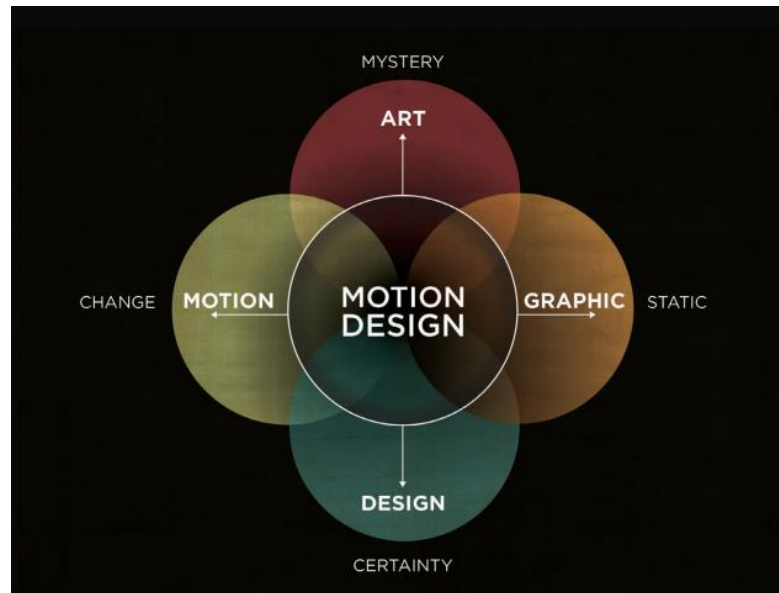 MYSTERY
ART
CHANGE
MOTION
MOTION
DESIGN
GRAPHIC
STATIC
DESIGN
CERTAINTY